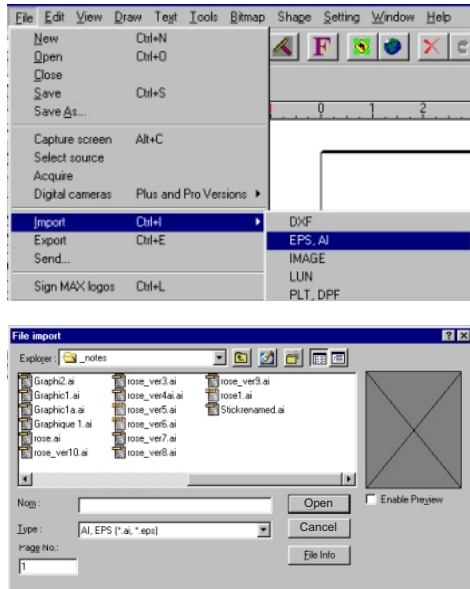 File Edit View Draw Text Tools Bitmap Shape Setting Window Help
New Ctrl+N
Open Ctrl+O
Close
Save Ctrl+S
Save As...
0 1 2
Capture screen Alt+C
Select source
Acquire
Digital cameras Plus and Pro Versions
Import Ctrl+I DXF
Export Ctrl+E EPS, AI
Send... IMAGE
LUN
Sign MAX logos Ctrl+L PLT, DPF
File import
Explorer : _notes
Graphi2.ai rose_ver3.ai rose_ver9.ai
Graphic1.ai rose_ver4ai.ai rose1.ai
Graphic1a.ai rose_ver5.ai Stickrenamed.ai
Graphique 1.ai rose_ver6.ai
rose.ai rose_ver7.ai
rose_ver10.ai rose_ver8.ai
Nom : Open Enable Preview
Type : AI, EPS (*.ai, *.eps) Cancel
Page No.: File Info
1